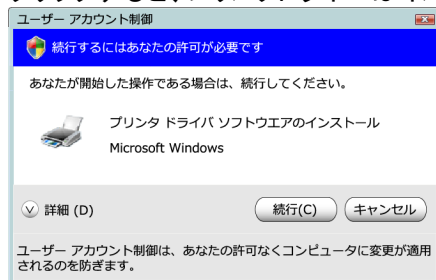 ユーザー アカウント制御
続行するにはあなたの許可が必要です
あなたが開始した操作である場合は、続行してください。
プリンタ ドライバ ソフトウエアのインストール
Microsoft Windows
詳細 (D)
続行(C)
キャンセル
ユーザー アカウント制御は、あなたの許可なくコンピュータに変更が適用
されるのを防ぎます。